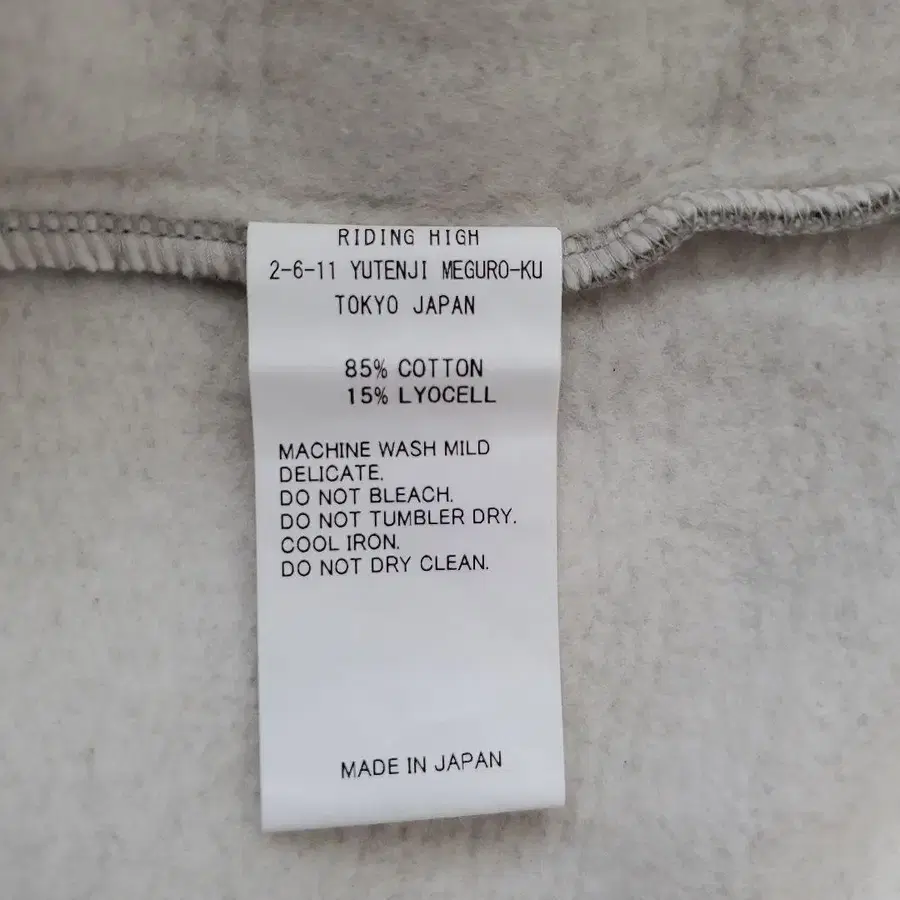 RIDING HIGH
2-6-11 YUTENJI MEGURO-KU
TOKYO JAPAN
85% COTTON
15% LYOCELL
MACHINE WASH MILD
DELICATE.
DO NOT BLEACH.
DO NOT TUMBLER DRY.
COOL IRON.
DO NOT DRY CLEAN.
MADE IN JAPAN